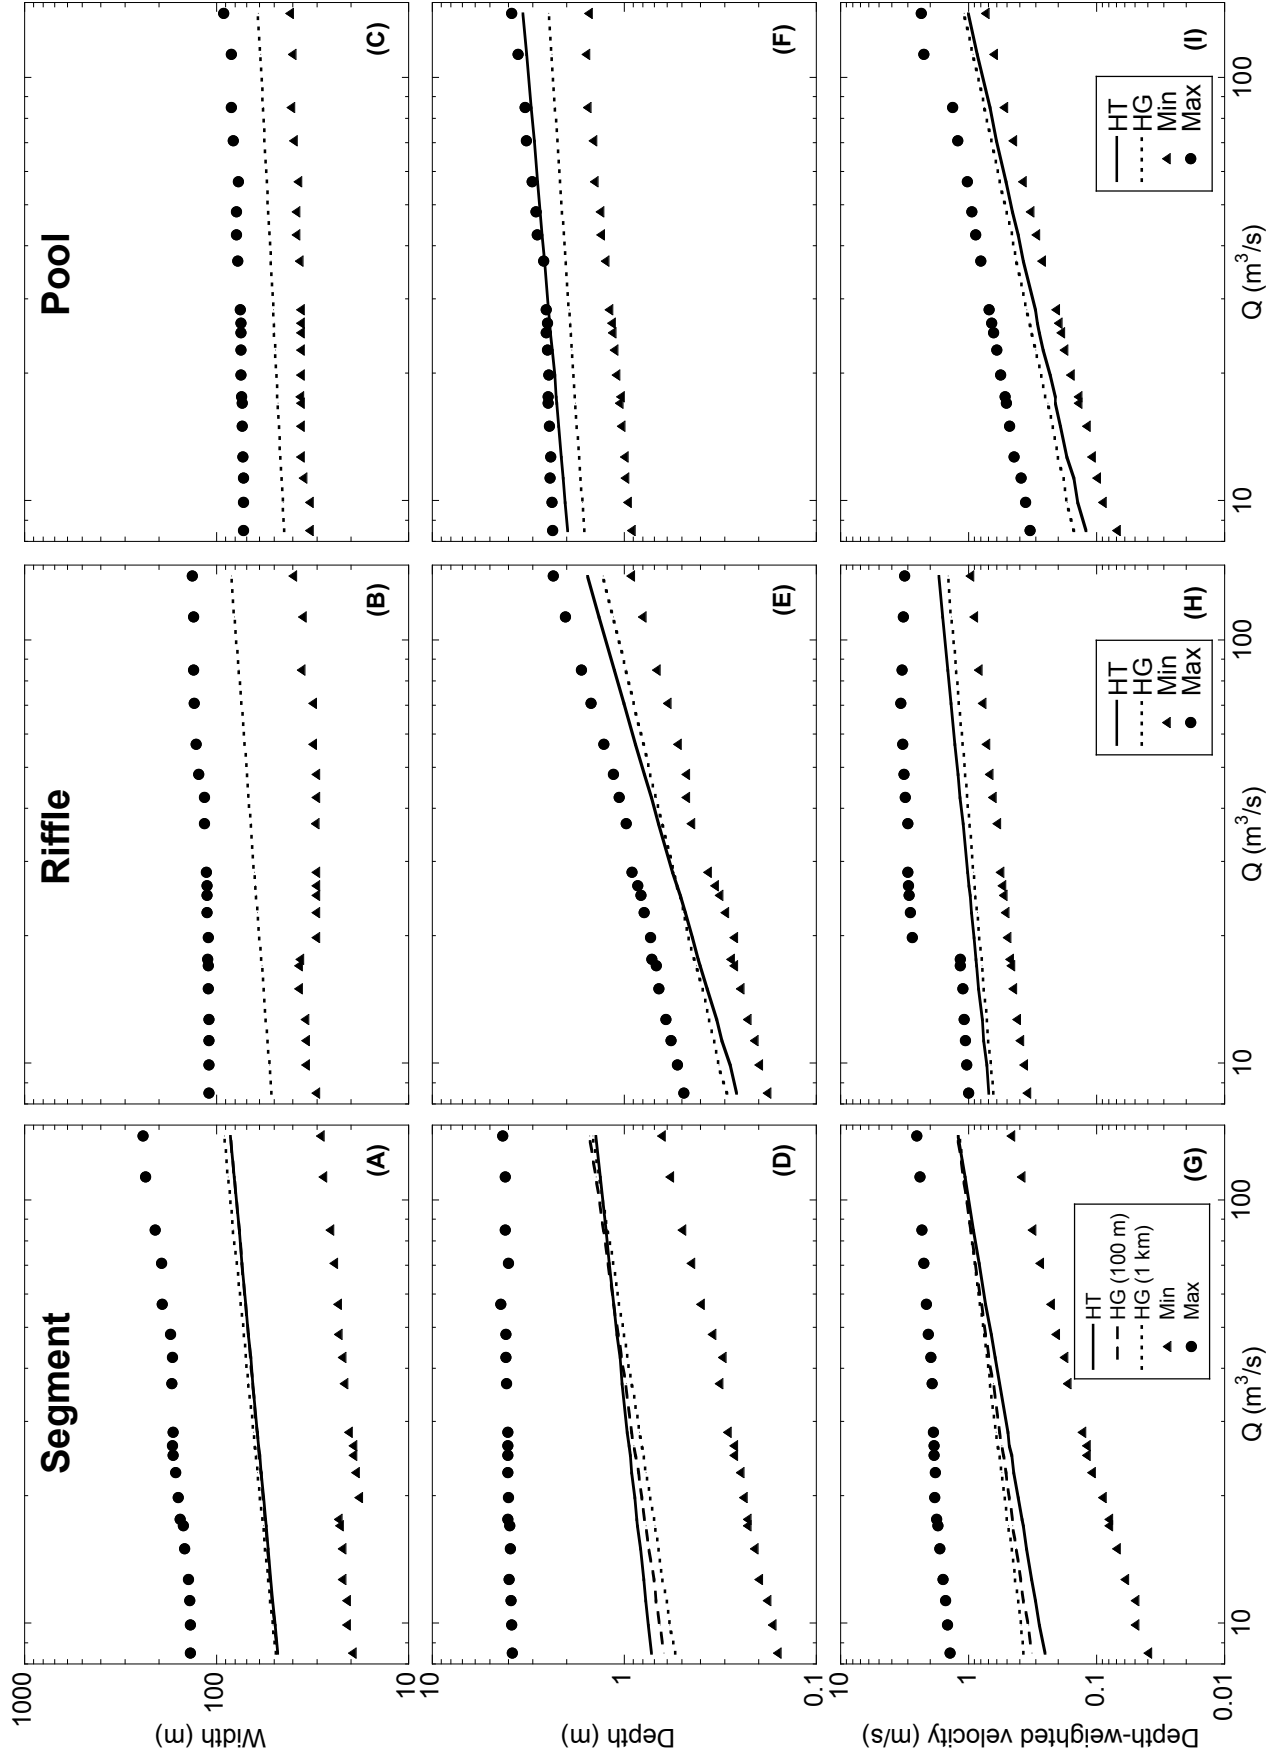 Segment
Riffle
Pool
1000
100
10
Width (m)
(A)
(B)
(C)
10
1
0.1
Depth (m)
(D)
(E)
(F)
10
1
0.1
0.01
Depth-weighted velocity (m/s)
HT
HG (100 m)
HG (1 km)
Min
Max
(G)
HT
HG
Min
Max
(H)
HT
HG
Min
Max
(I)
10
100
10
100
10
100
Q (m³/s)
Q (m³/s)
Q (m³/s)